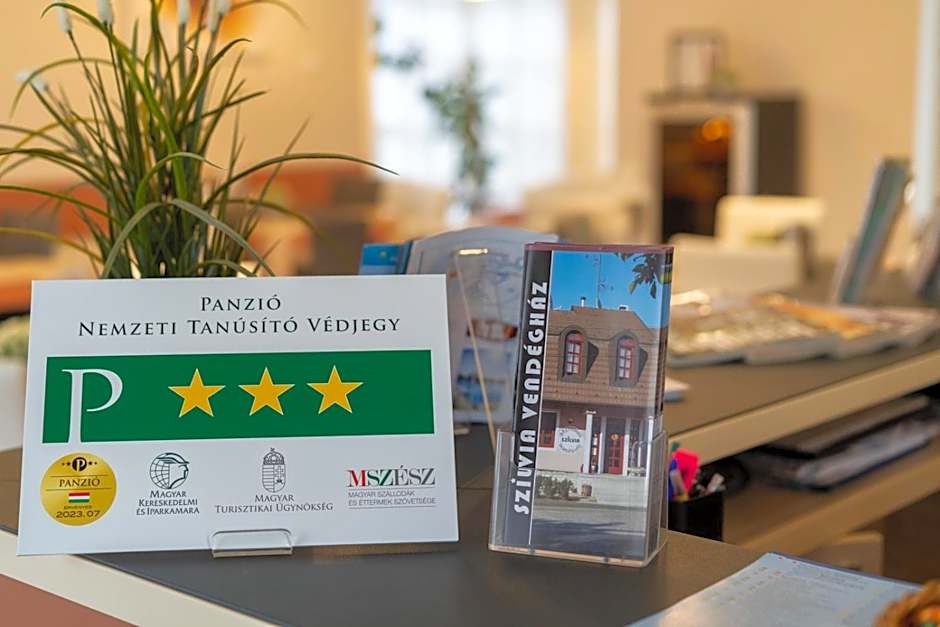 PANZIÓ
NEMZETI TANÚSÍTÓ VÉDJEGY
P
P
PANZIÓ
2023.07
MAGYAR
KERESKEDELMI
ÉS IPARKAMARA
MAGYAR
TURISZTIKAI ÜGYNÖKSÉG
MSZÉSZ
MAGYAR SZÁLLODÁK
ÉS ÉTTERMEK SZÖVETSÉGE
SZILVIA VENDÉGHÁZ